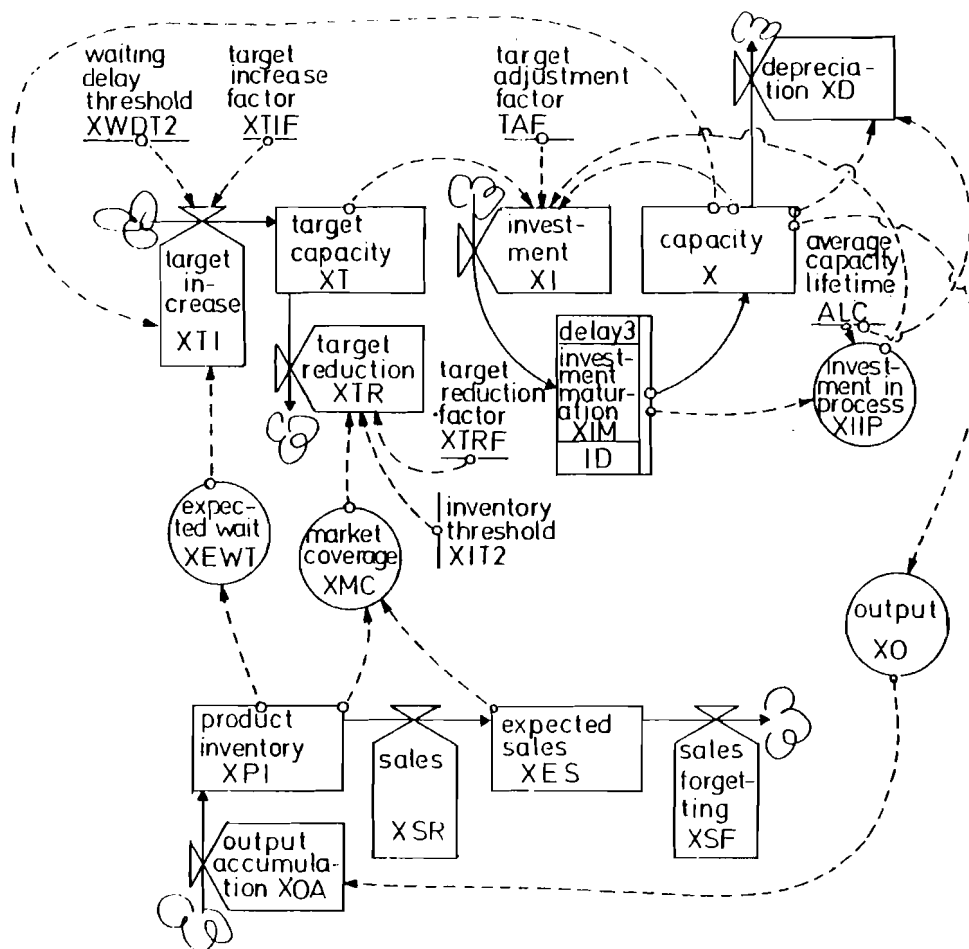 waiting
delay
threshold
XWDT2
target
increase
factor
XTIF
target
adjustment
factor
TAF
deprecia-
tion XD
target
in-
crease
XTI
target
capacity
XT
invest-
ment
XI
capacity
X
average
capacity
lifetime
ALC
target
reduction
XTR
target
reduction
factor
XTRF
delay3
invest-
ment
matur-
ation
XIM
ID
invest-
ment in
process
XIIP
expec-
ted wait
XEWT
market
coverage
XMC
inventory
threshold
XIT2
output
XO
product
inventory
XPI
sales
XSR
expected
sales
XES
sales
forget-
ting
XSF
output
accumula-
tion XOA